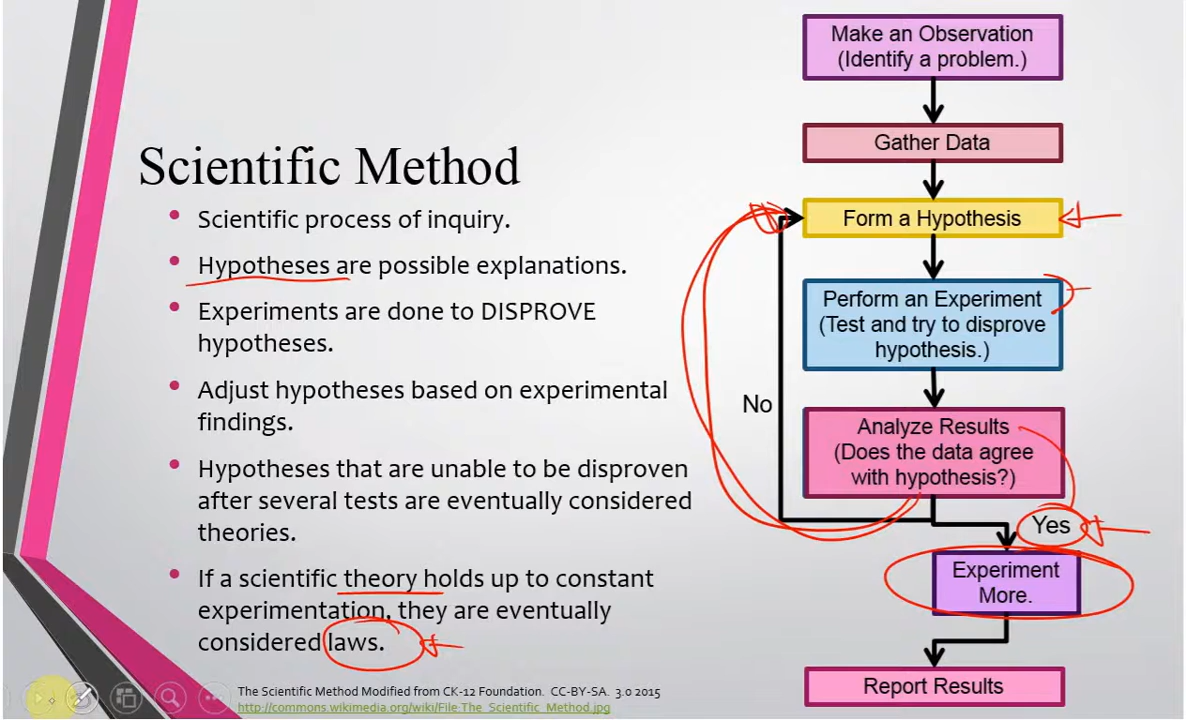 Scientific Method
Scientific process of inquiry.
Hypotheses are possible explanations.
Experiments are done to DISPROVE
hypotheses.
Adjust hypotheses based on experimental
findings.
Hypotheses that are unable to be disproven
after several tests are eventually considered
theories.
If a scientific theory holds up to constant
experimentation, they are eventually
considered laws.
The Scientific Method Modified from CK-12 Foundation. CC-BY-SA. 3.0 2015
http://commons.wikimedia.org/wiki/File:The_Scientific_Method.jpg
Make an Observation
(Identify a problem.)
Gather Data
Form a Hypothesis
Perform an Experiment
(Test and try to disprove
hypothesis.)
Analyze Results
(Does the data agree
with hypothesis?)
No
Yes
Experiment
More.
Report Results